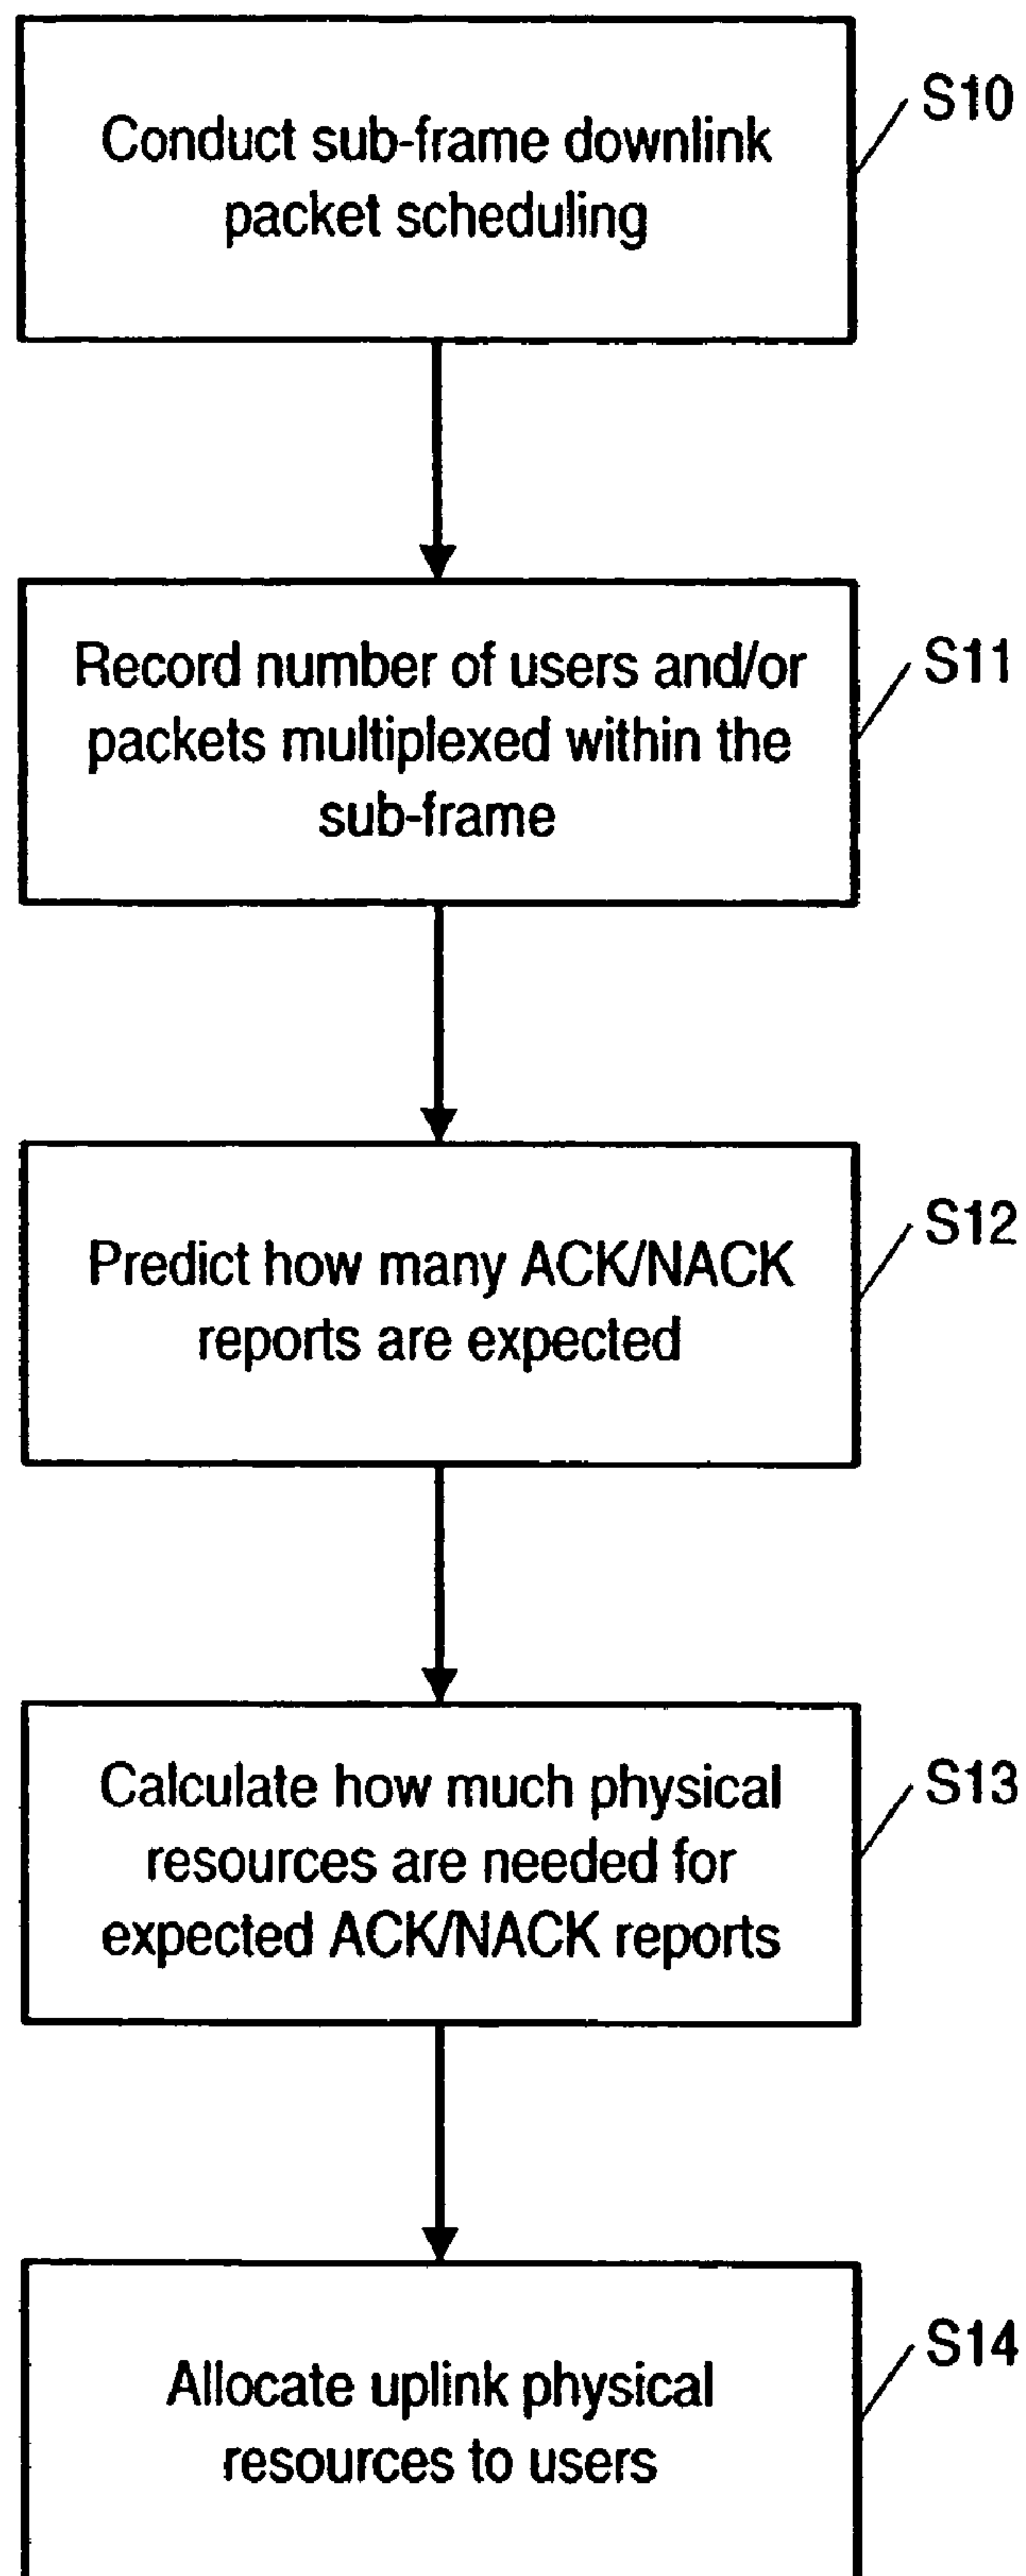 Conduct sub-frame downlink
packet scheduling
S10
Record number of users and/or
packets multiplexed within the
sub-frame
S11
Predict how many ACK/NACK
reports are expected
S12
Calculate how much physical
resources are needed for
expected ACK/NACK reports
S13
Allocate uplink physical
resources to users
S14